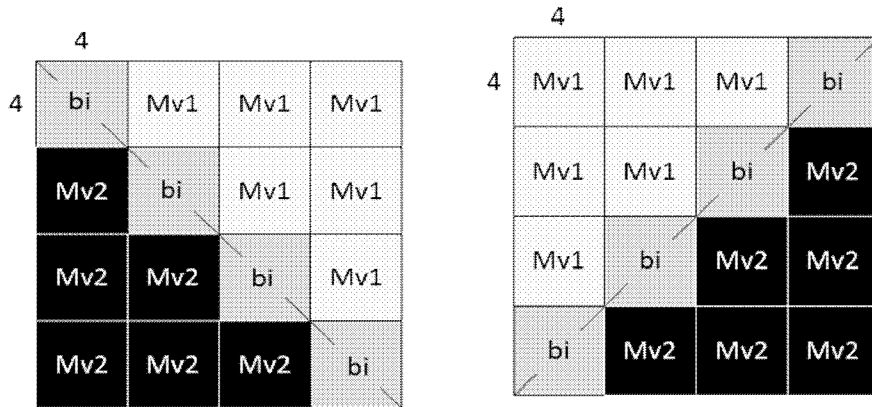 4
4 bi Mv1 Mv1 Mv1
Mv2 bi Mv1 Mv1
Mv2 Mv2 bi Mv1
Mv2 Mv2 Mv2 bi
4
4 Mv1 Mv1 Mv1 bi
Mv1 Mv1 bi Mv2
Mv1 bi Mv2 Mv2
bi Mv2 Mv2 Mv2